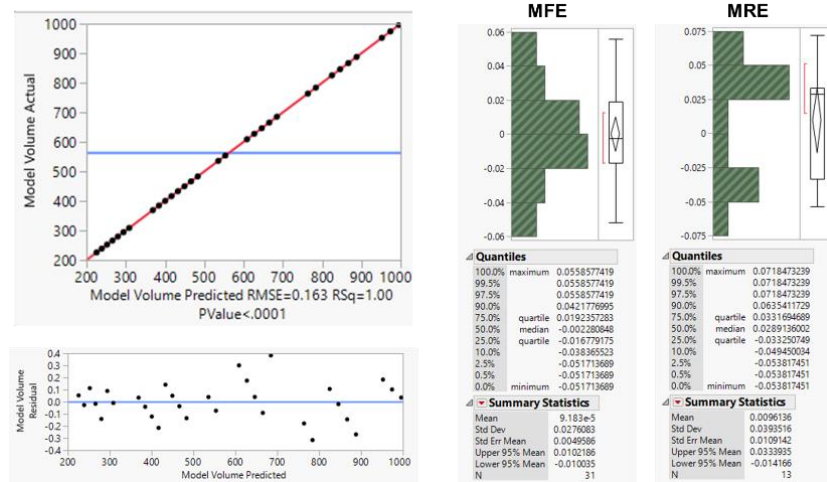 MFE
MRE
1000
900
800
700
600
500
400
300
200
Model Volume Actual
200 300 400 500 600 700 800 900 1000
Model Volume Predicted RMSE=0.163 RSq=1.00
PValue<.0001
0.4
0.3
0.2
0.1
0.0
-0.1
-0.2
-0.3
-0.4
Model Volume
Residual
200 300 400 500 600 700 800 900 1000
Model Volume Predicted
0.06
0.04
0.02
0
-0.02
-0.04
-0.06
Quantiles
100.0% maximum 0.0558577419
99.5% 0.0558577419
97.5% 0.0558577419
90.0% 0.0421776995
75.0% quartile 0.0192357283
50.0% median -0.002280848
25.0% quartile -0.016779175
10.0% -0.038365523
2.5% -0.051713689
0.5% -0.051713689
0.0% minimum -0.051713689
Summary Statistics
Mean 9.183e-5
Std Dev 0.0276083
Std Err Mean 0.0049586
Upper 95% Mean 0.0102186
Lower 95% Mean -0.010035
N 31
0.075
0.05
0.025
0
-0.025
-0.05
-0.075
Quantiles
100.0% maximum 0.0718473239
99.5% 0.0718473239
97.5% 0.0718473239
90.0% 0.0635411729
75.0% quartile 0.0331694689
50.0% median 0.0289136002
25.0% quartile -0.033250749
10.0% -0.049450034
2.5% -0.053817451
0.5% -0.053817451
0.0% minimum -0.053817451
Summary Statistics
Mean 0.0096136
Std Dev 0.0393516
Std Err Mean 0.0109142
Upper 95% Mean 0.0333935
Lower 95% Mean -0.014166
N 13